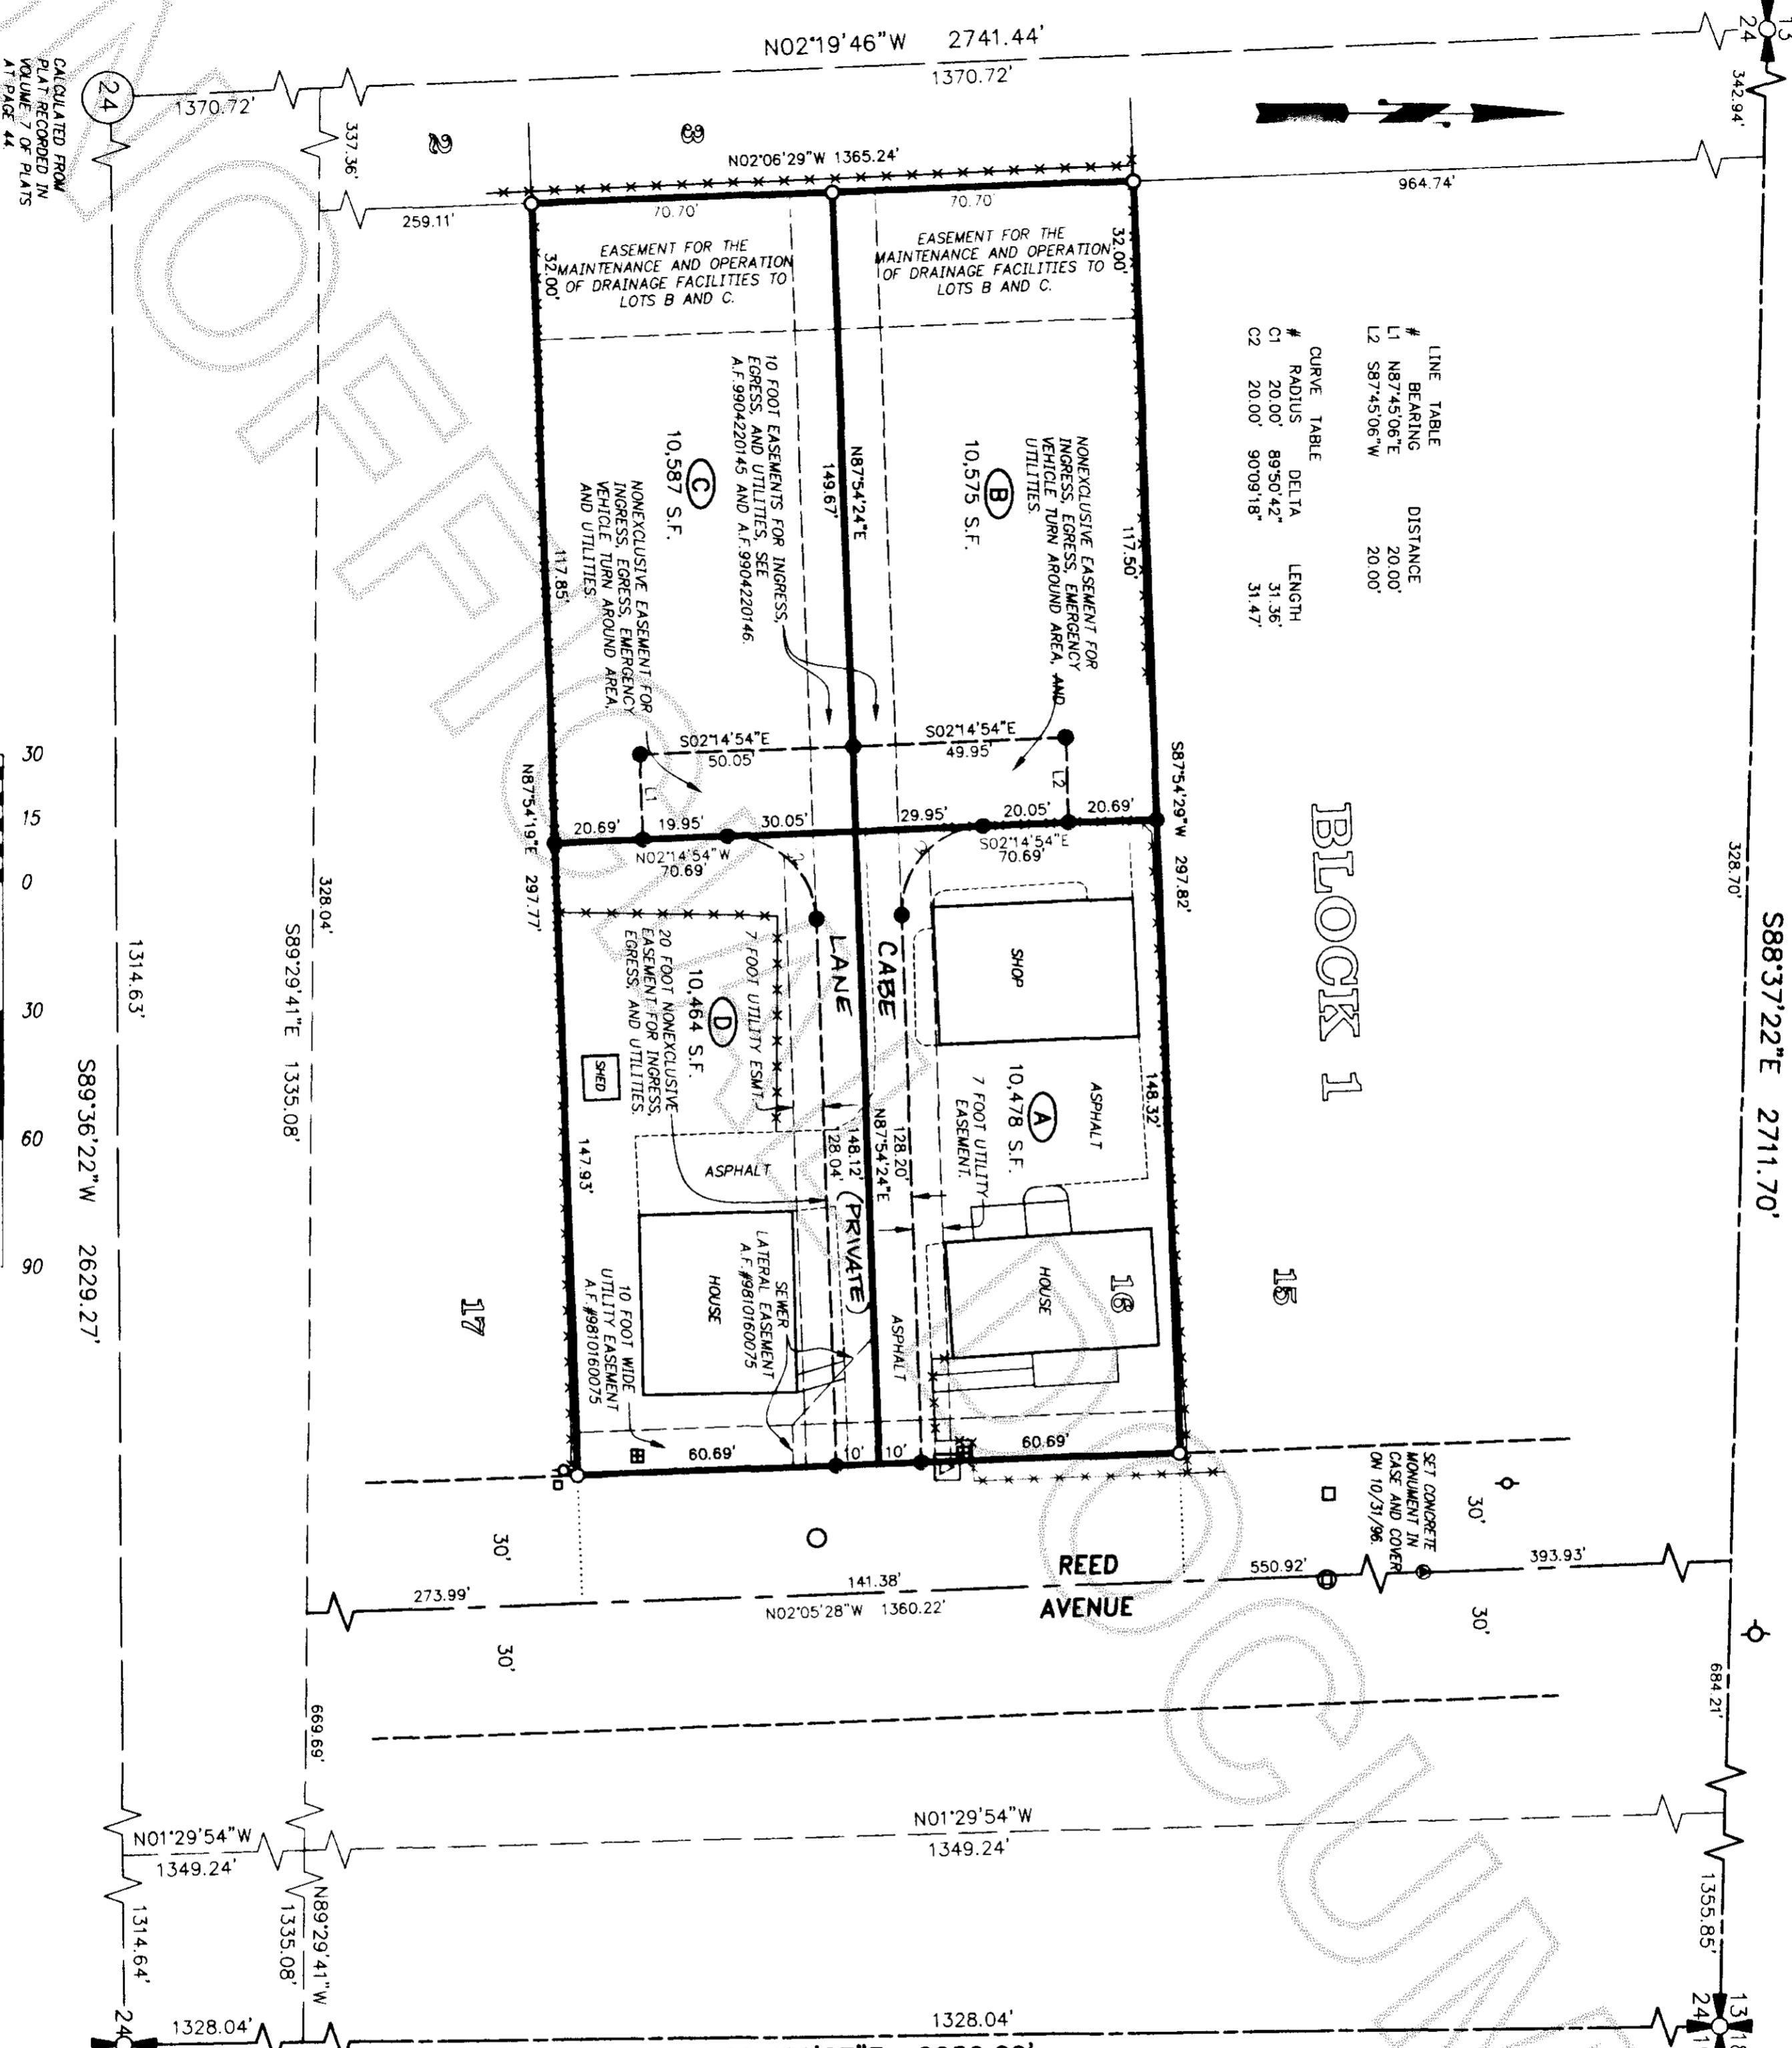 N02°19'46"W 2741.44'
1370.72'
13
24
342.94'
24
1370.72'
337.36'
CALCULATED FROM
PLAT RECORDED IN
VOLUME 7 OF PLATS
AT PAGE 44.
2
3
N02°06'29"W 1365.24'
259.11'
70.70'
70.70'
964.74'
32.00'
EASEMENT FOR THE
MAINTENANCE AND OPERATION
OF DRAINAGE FACILITIES TO
LOTS B AND C.
EASEMENT FOR THE
MAINTENANCE AND OPERATION
OF DRAINAGE FACILITIES TO
LOTS B AND C.
32.00'
LINE TABLE
# BEARING DISTANCE
L1 N87°45'06"E 20.00'
L2 S87°45'06"W 20.00'
CURVE TABLE
# RADIUS DELTA LENGTH
C1 20.00' 89°50'42" 31.36'
C2 20.00' 90°09'18" 31.47'
10 FOOT EASEMENTS FOR INGRESS,
EGRESS, AND UTILITIES, SEE
A.F.9904220145 AND A.F.9904220146.
NONEXCLUSIVE EASEMENT FOR
INGRESS, EGRESS, EMERGENCY
VEHICLE TURN AROUND AREA, AND
UTILITIES.
B
10,575 S.F.
C
10,587 S.F.
NONEXCLUSIVE EASEMENT FOR
INGRESS, EGRESS, EMERGENCY
VEHICLE TURN AROUND AREA,
AND UTILITIES.
N87°54'24"E
149.67'
117.50'
117.85'
S02°14'54"E
50.05'
S02°14'54"E
49.95'
L1
L2
20.69'
19.95'
30.05'
29.95'
20.05'
20.69'
N02°14'54"W
70.69'
S02°14'54"E
70.69'
N87°54'19"E 297.77'
S87°54'29"W 297.82'
BLOCK 1
328.70'
S88°37'22"E 2711.70'
328.04'
S89°29'41"E 1335.08'
1314.63'
S89°36'22"W 2629.27'
30
15
0
30
60
90
CABE
LANE
(PRIVATE)
SHOP
ASPHALT
A
10,478 S.F.
7 FOOT UTILITY
EASEMENT.
148.32'
7 FOOT UTILITY ESMT.
D
10,464 S.F.
20 FOOT NONEXCLUSIVE
EASEMENT FOR INGRESS,
EGRESS, AND UTILITIES.
SHED
147.93'
128.20'
N87°54'24"E
148.12'
128.04'
ASPHALT
HOUSE
HOUSE
16
15
17
ASPHALT
SEWER
LATERAL EASEMENT
A.F.#9810160075
10 FOOT WIDE
UTILITY EASEMENT
A.F.#9810160075
60.69'
10'
10'
60.69'
SET CONCRETE
MONUMENT IN
CASE AND COVER
ON 10/31/96.
30'
30'
REED
AVENUE
273.99'
141.38'
N02°05'28"W 1360.22'
550.92'
393.93'
30'
30'
669.69'
684.21'
N01°29'54"W
1349.24'
N01°29'54"W
1349.24'
N89°29'41"W
1335.08'
1314.64'
1355.85'
24
1328.04'
1328.04'
13
24
UNOFFICIAL DOCUM